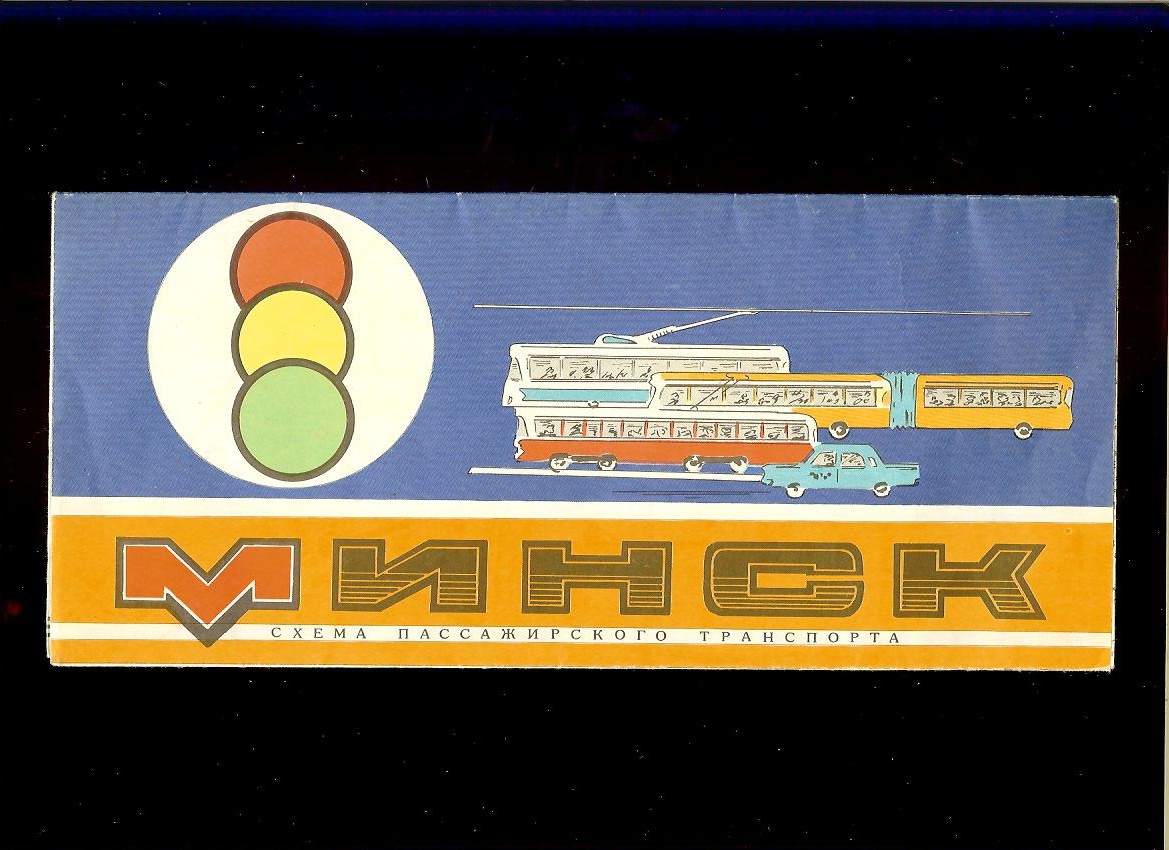 МИНСК
СХЕМА ПАССАЖИРСКОГО ТРАНСПОРТА